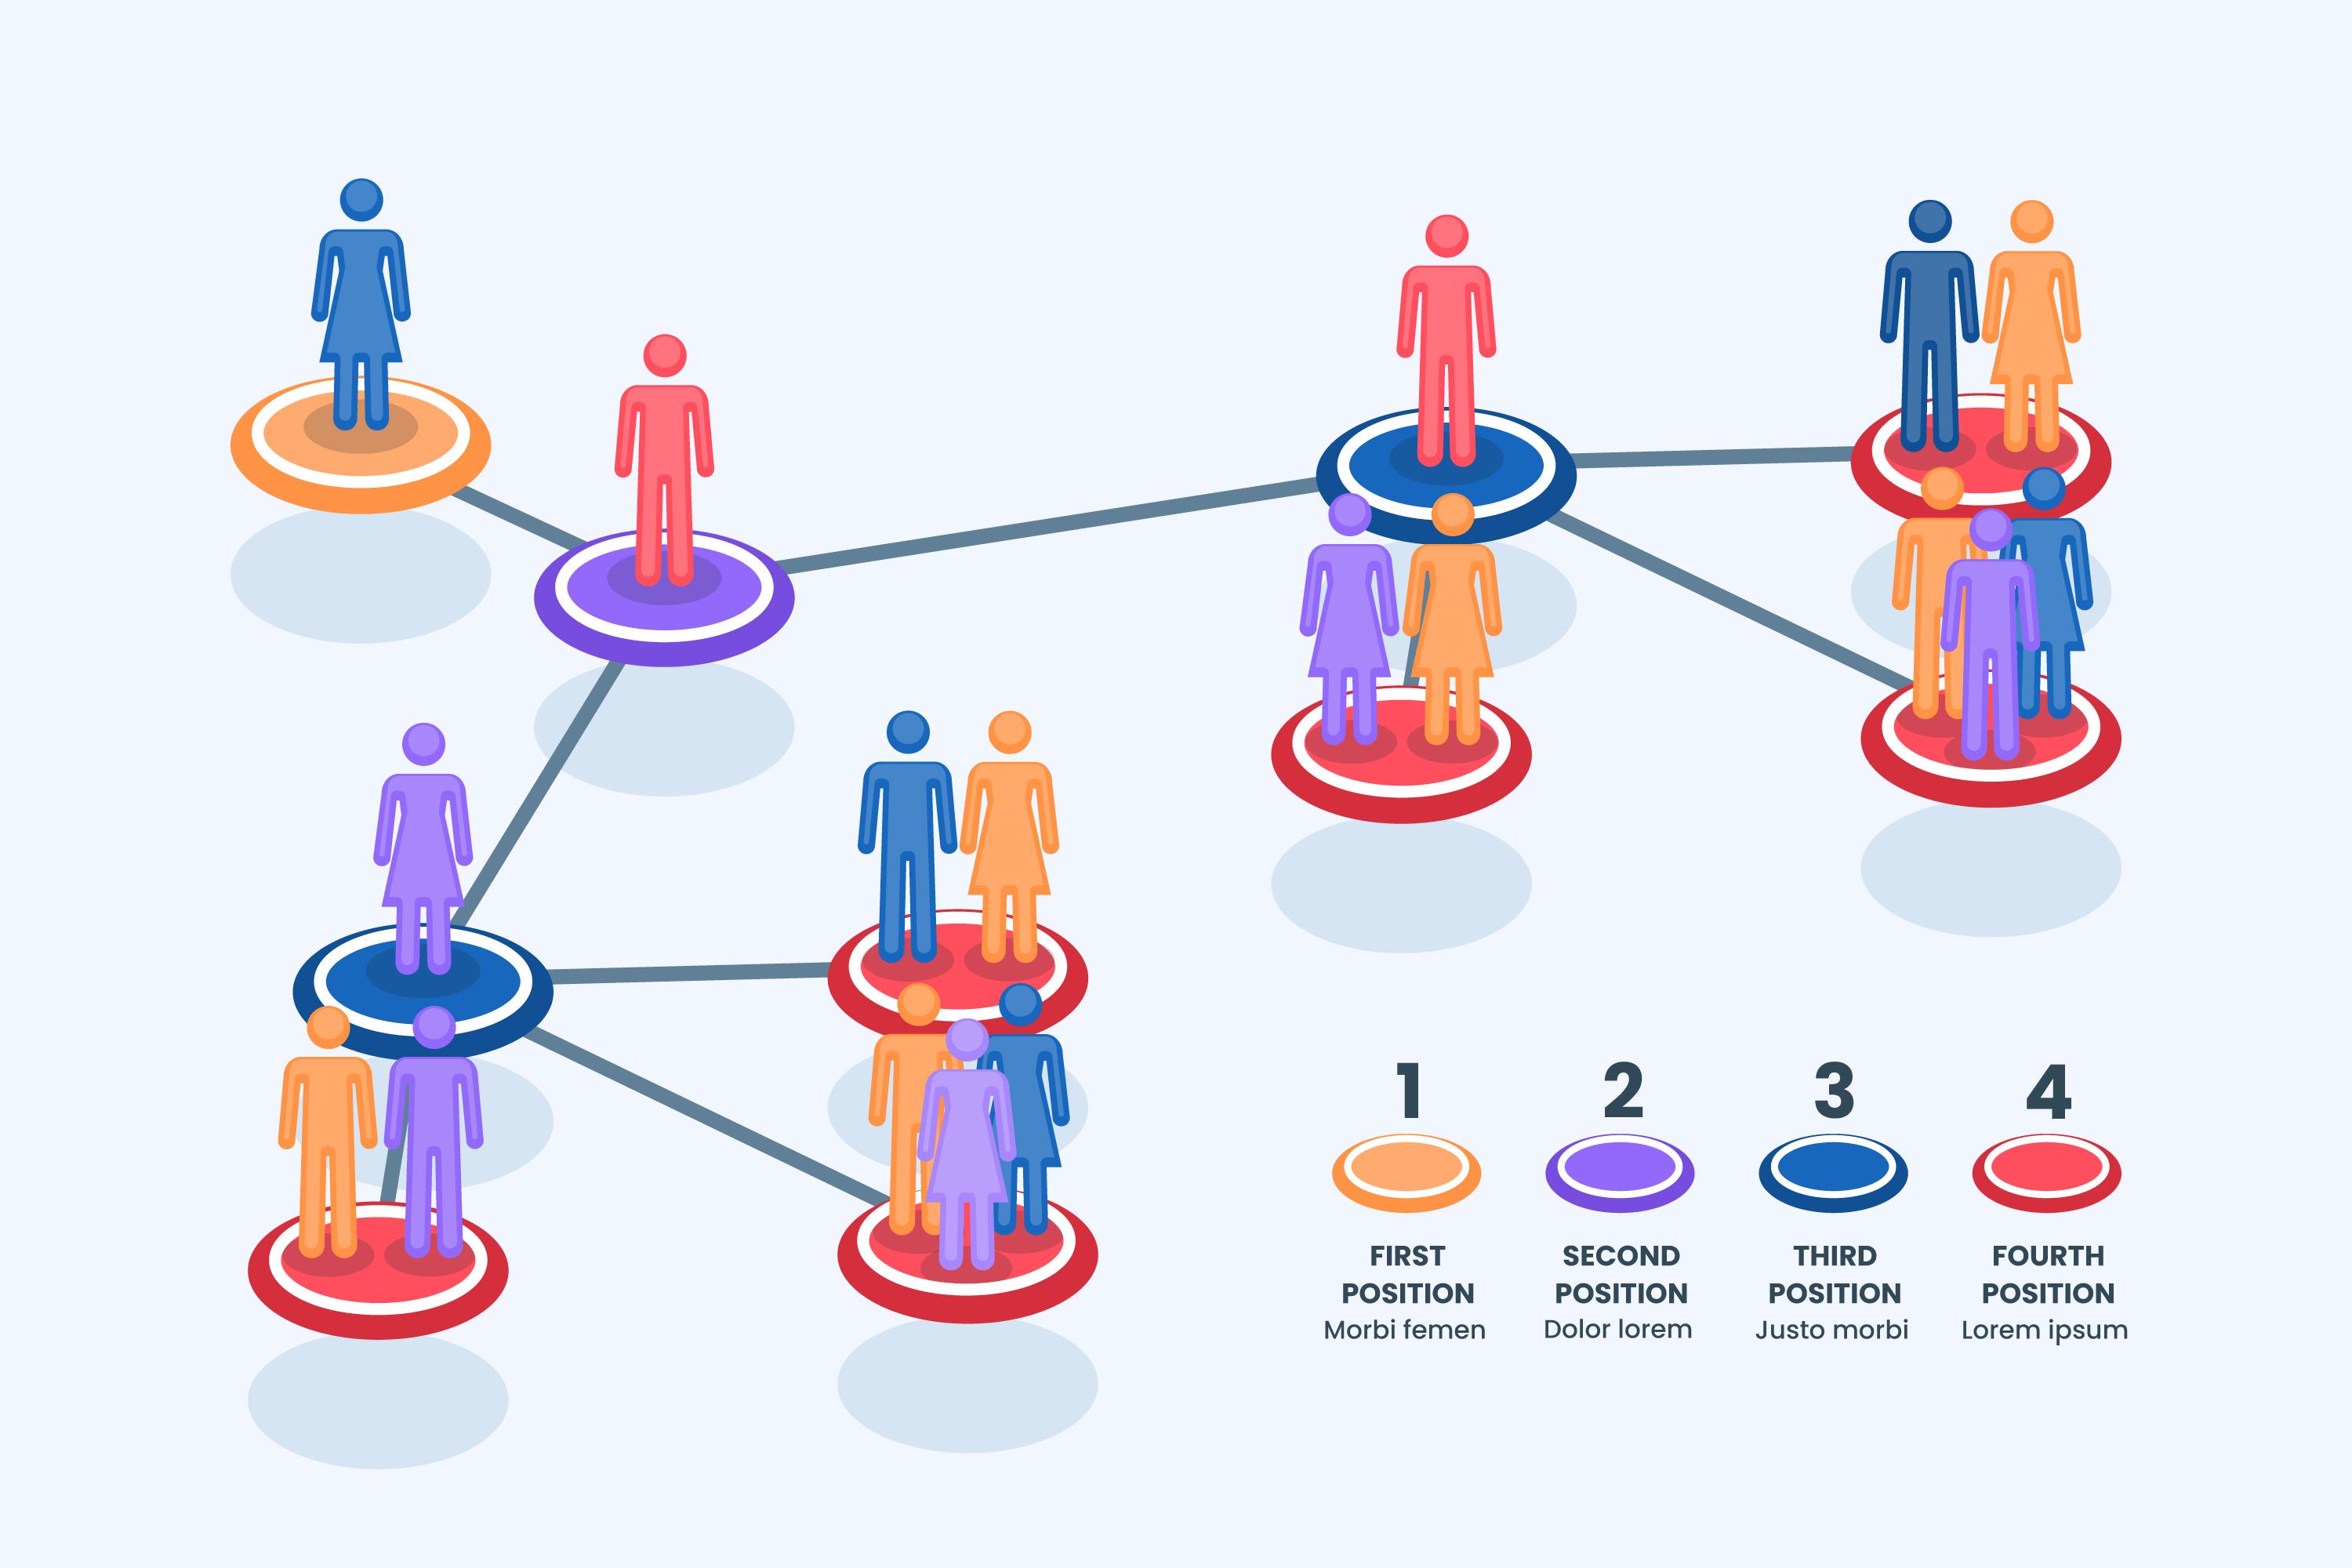 1
2
3
4
FIRST
POSITION
Morbi femen
SECOND
POSITION
Dolor lorem
THIRD
POSITION
Justo morbi
FOURTH
POSITION
Lorem ipsum